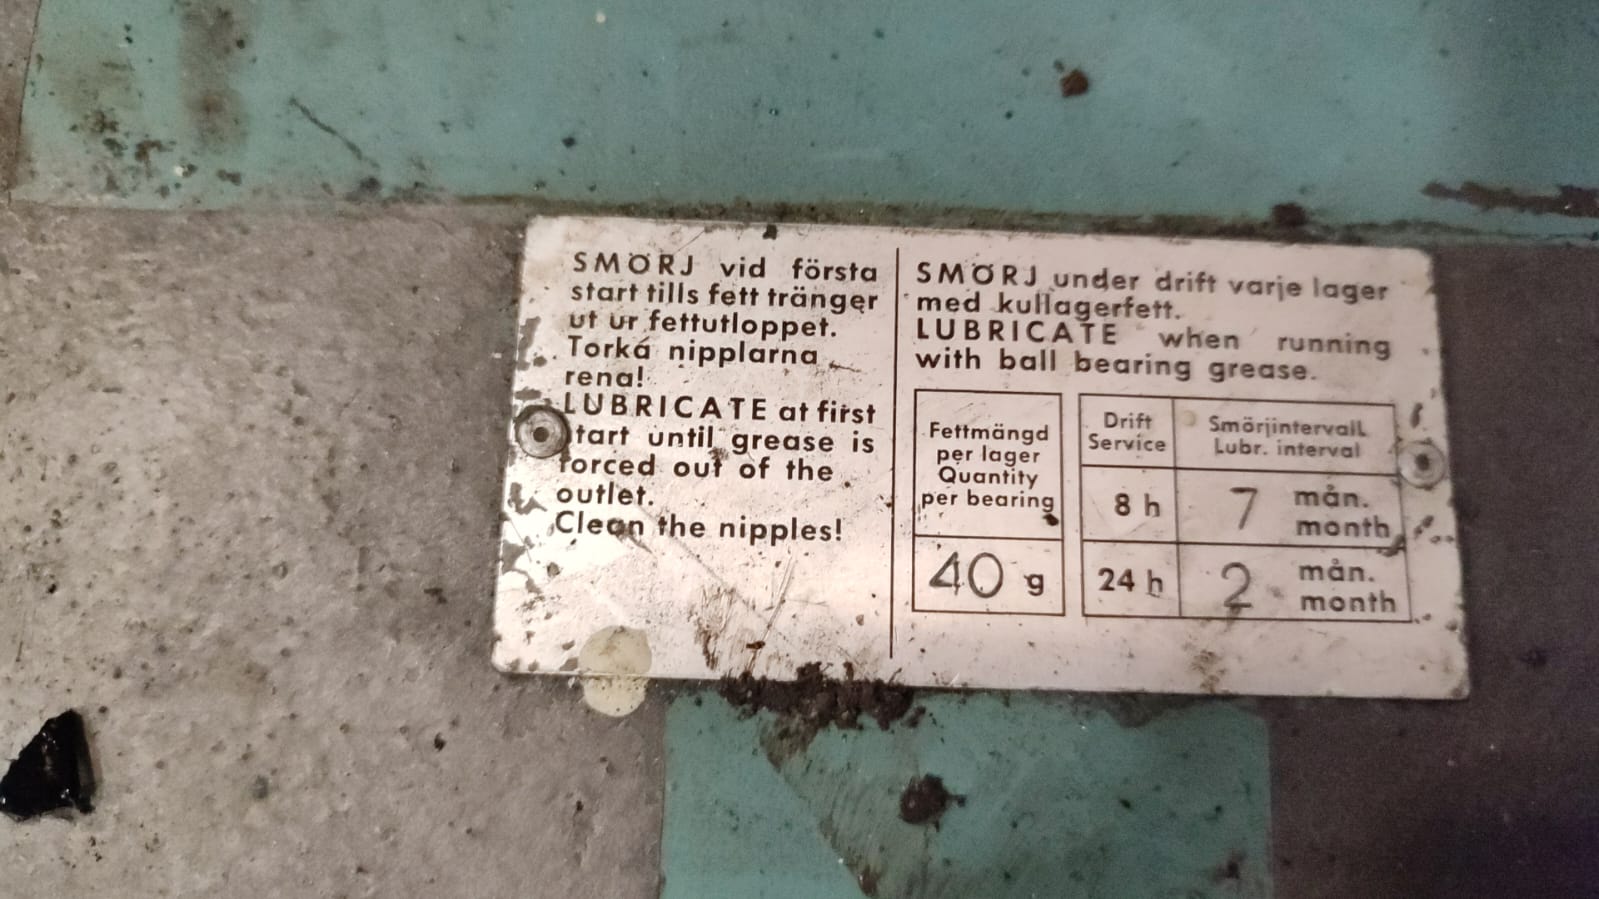 SMÖRJ vid första
start tills fett tränger
ut ur fettutloppet.
Torka nipplarna
rena!
LUBRICATE at first
start until grease is
forced out of the
outlet.
Clean the nipples!
SMÖRJ under drift varje lager
med kullagerfett.
LUBRICATE when running
with ball bearing grease.
Fettmängd
per lager
Quantity
per bearing
40 g
Drift
Service
Smörjintervall
Lubr. interval
8 h
7 mån.
month
24 h
2 mån.
month